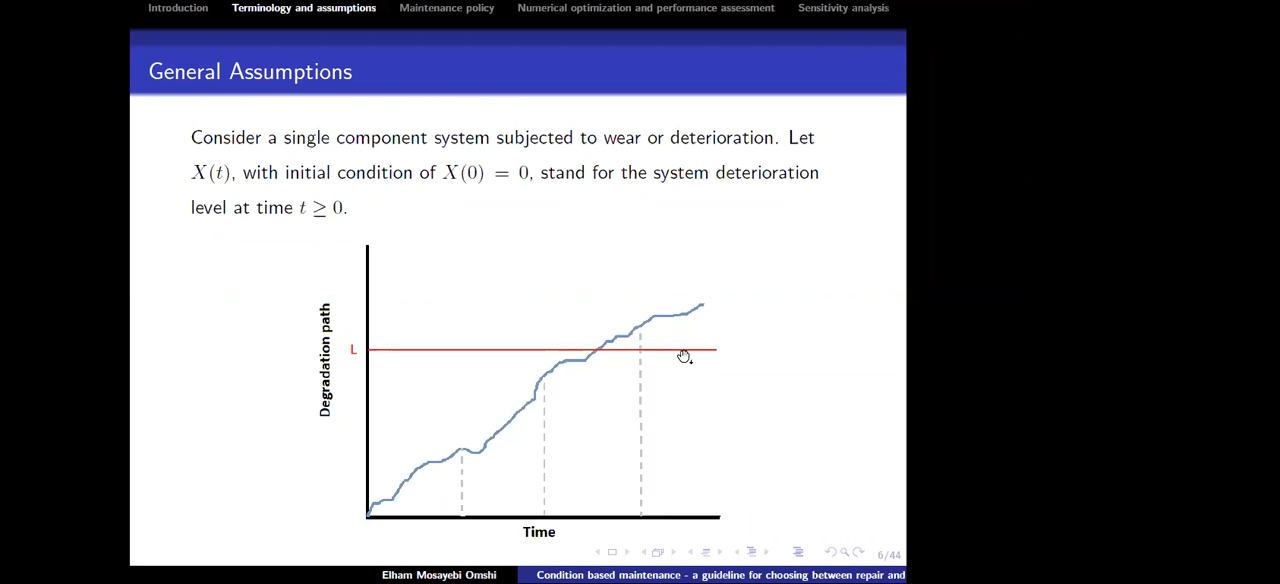 Introduction Terminology and assumptions Maintenance policy Numerical optimization and performance assessment Sensitivity analysis
General Assumptions
Consider a single component system subjected to wear or deterioration. Let
X(t), with initial condition of X(0) = 0, stand for the system deterioration
level at time t ≥ 0.
Degradation path
L
Time
6/44
Elham Mosayebi Omshi Condition based maintenance - a guideline for choosing between repair and